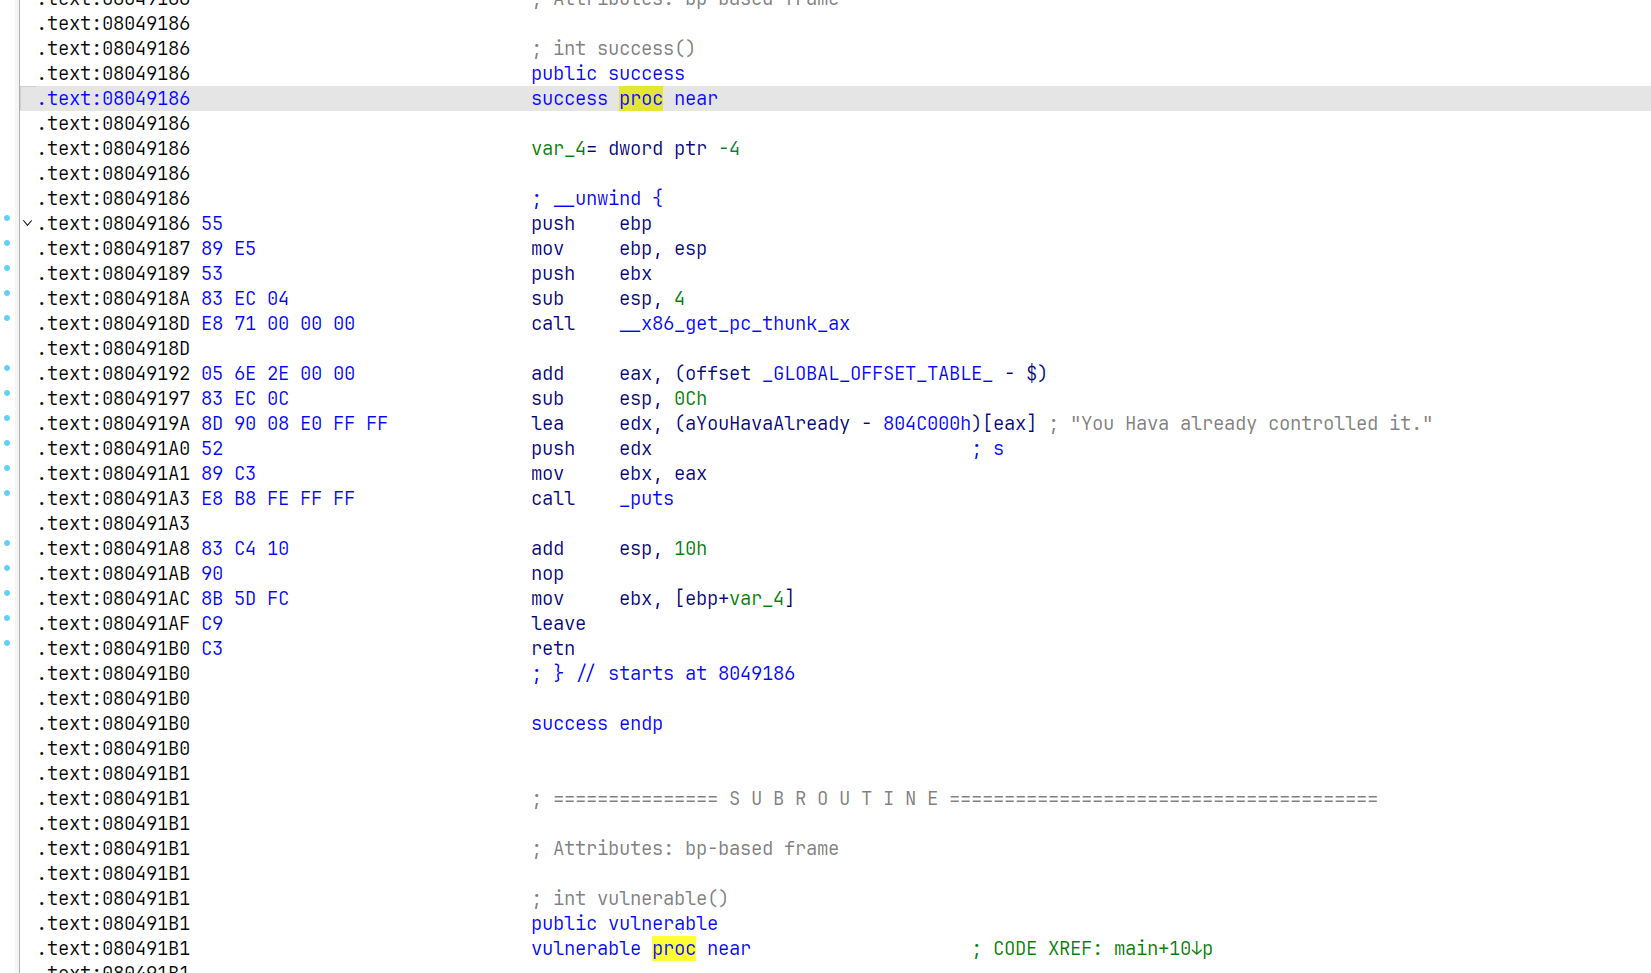 .text:08049186 ; Attributes: bp-based frame
.text:08049186
.text:08049186 ; int success()
.text:08049186 public success
.text:08049186 success proc near
.text:08049186
.text:08049186 var_4= dword ptr -4
.text:08049186
.text:08049186 ; __unwind {
.text:08049186 55 push ebp
.text:08049187 89 E5 mov ebp, esp
.text:08049189 53 push ebx
.text:0804918A 83 EC 04 sub esp, 4
.text:0804918D E8 71 00 00 00 call __x86_get_pc_thunk_ax
.text:0804918D
.text:08049192 05 6E 2E 00 00 add eax, (offset _GLOBAL_OFFSET_TABLE_ - $)
.text:08049197 83 EC 0C sub esp, 0Ch
.text:0804919A 8D 90 08 E0 FF FF lea edx, (aYouHavaAlready - 804C000h)[eax] ; "You Hava already controlled it."
.text:080491A0 52 push edx ; s
.text:080491A1 89 C3 mov ebx, eax
.text:080491A3 E8 B8 FE FF FF call _puts
.text:080491A3
.text:080491A8 83 C4 10 add esp, 10h
.text:080491AB 90 nop
.text:080491AC 8B 5D FC mov ebx, [ebp+var_4]
.text:080491AF C9 leave
.text:080491B0 C3 retn
.text:080491B0 ; } // starts at 8049186
.text:080491B0
.text:080491B0 success endp
.text:080491B0
.text:080491B1
.text:080491B1 ; =============== S U B R O U T I N E =======================================
.text:080491B1
.text:080491B1 ; Attributes: bp-based frame
.text:080491B1
.text:080491B1 ; int vulnerable()
.text:080491B1 public vulnerable
.text:080491B1 vulnerable proc near ; CODE XREF: main+10↓p
.text:080491B1